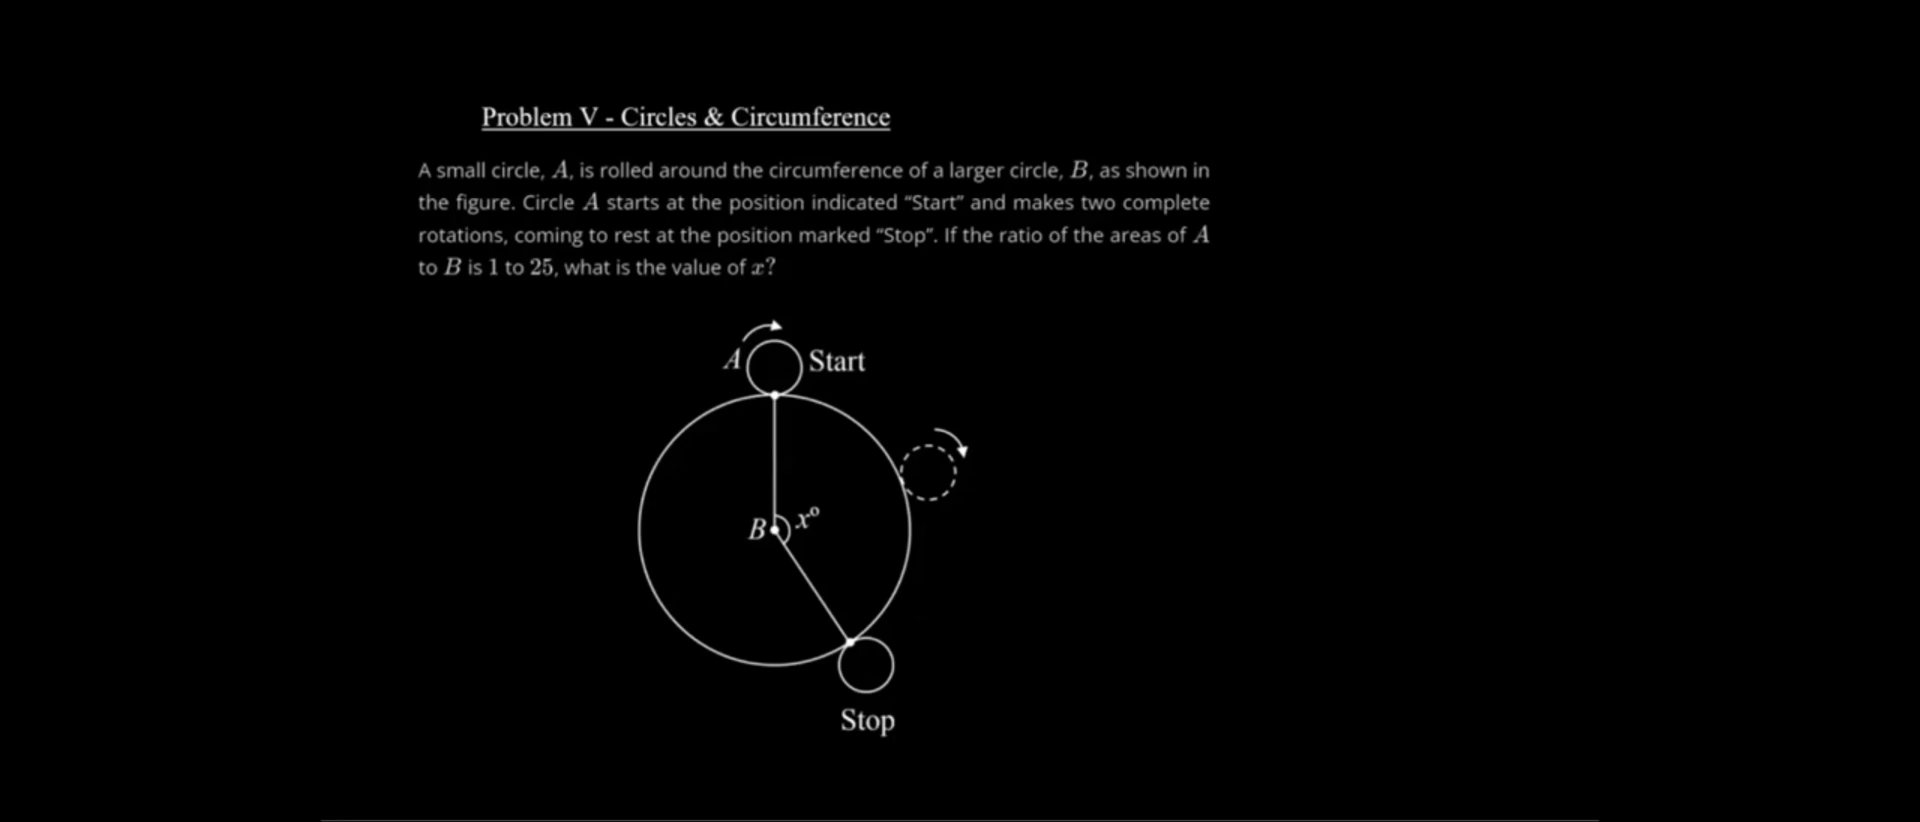 Problem V - Circles & Circumference
A small circle, A, is rolled around the circumference of a larger circle, B, as shown in
the figure. Circle A starts at the position indicated “Start” and makes two complete
rotations, coming to rest at the position marked “Stop”. If the ratio of the areas of A
to B is 1 to 25, what is the value of x?
A Start
B xº
Stop